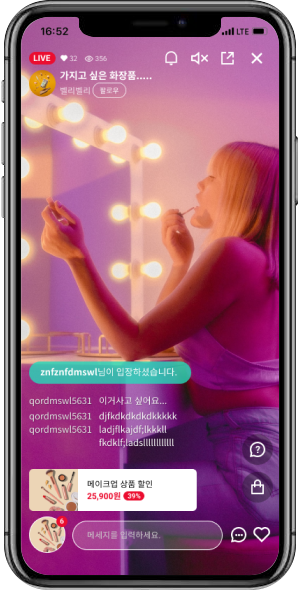 16:52
LTE
LIVE 32 356
가지고 싶은 화장품.....
벨리벨리 팔로우
znfznfdmswl님이 입장하셨습니다.
qordmswl5631 이거사고 싶어요...
qordmswl5631 djfkdkdkdkdkkkkk
qordmswl5631 ladjflkajdf;lkkkll
fkdklf;ladsllllllllllll
메이크업 상품 할인
25,900원 39%
6
메세지를 입력하세요.